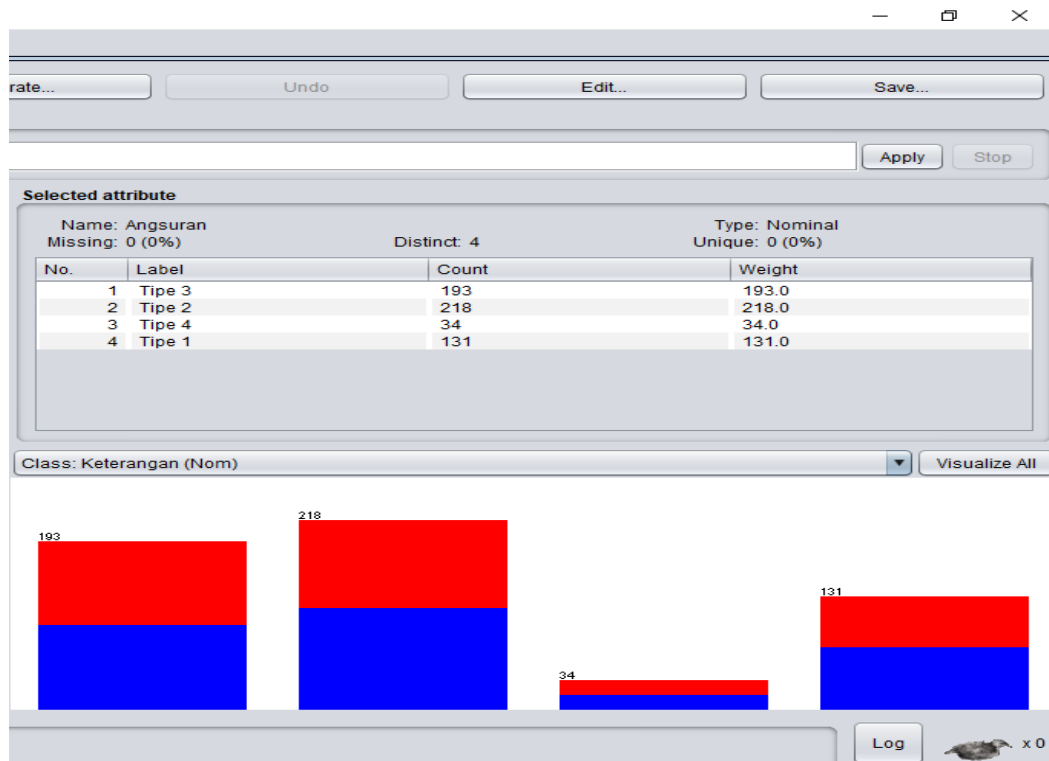 rate... Undo Edit... Save...
Apply Stop
Selected attribute
Name: Angsuran Type: Nominal
Missing: 0 (0%) Distinct: 4 Unique: 0 (0%)
No. Label Count Weight
1 Tipe 3 193 193.0
2 Tipe 2 218 218.0
3 Tipe 4 34 34.0
4 Tipe 1 131 131.0
Class: Keterangan (Nom) Visualize All
193
218
34
131
Log x 0